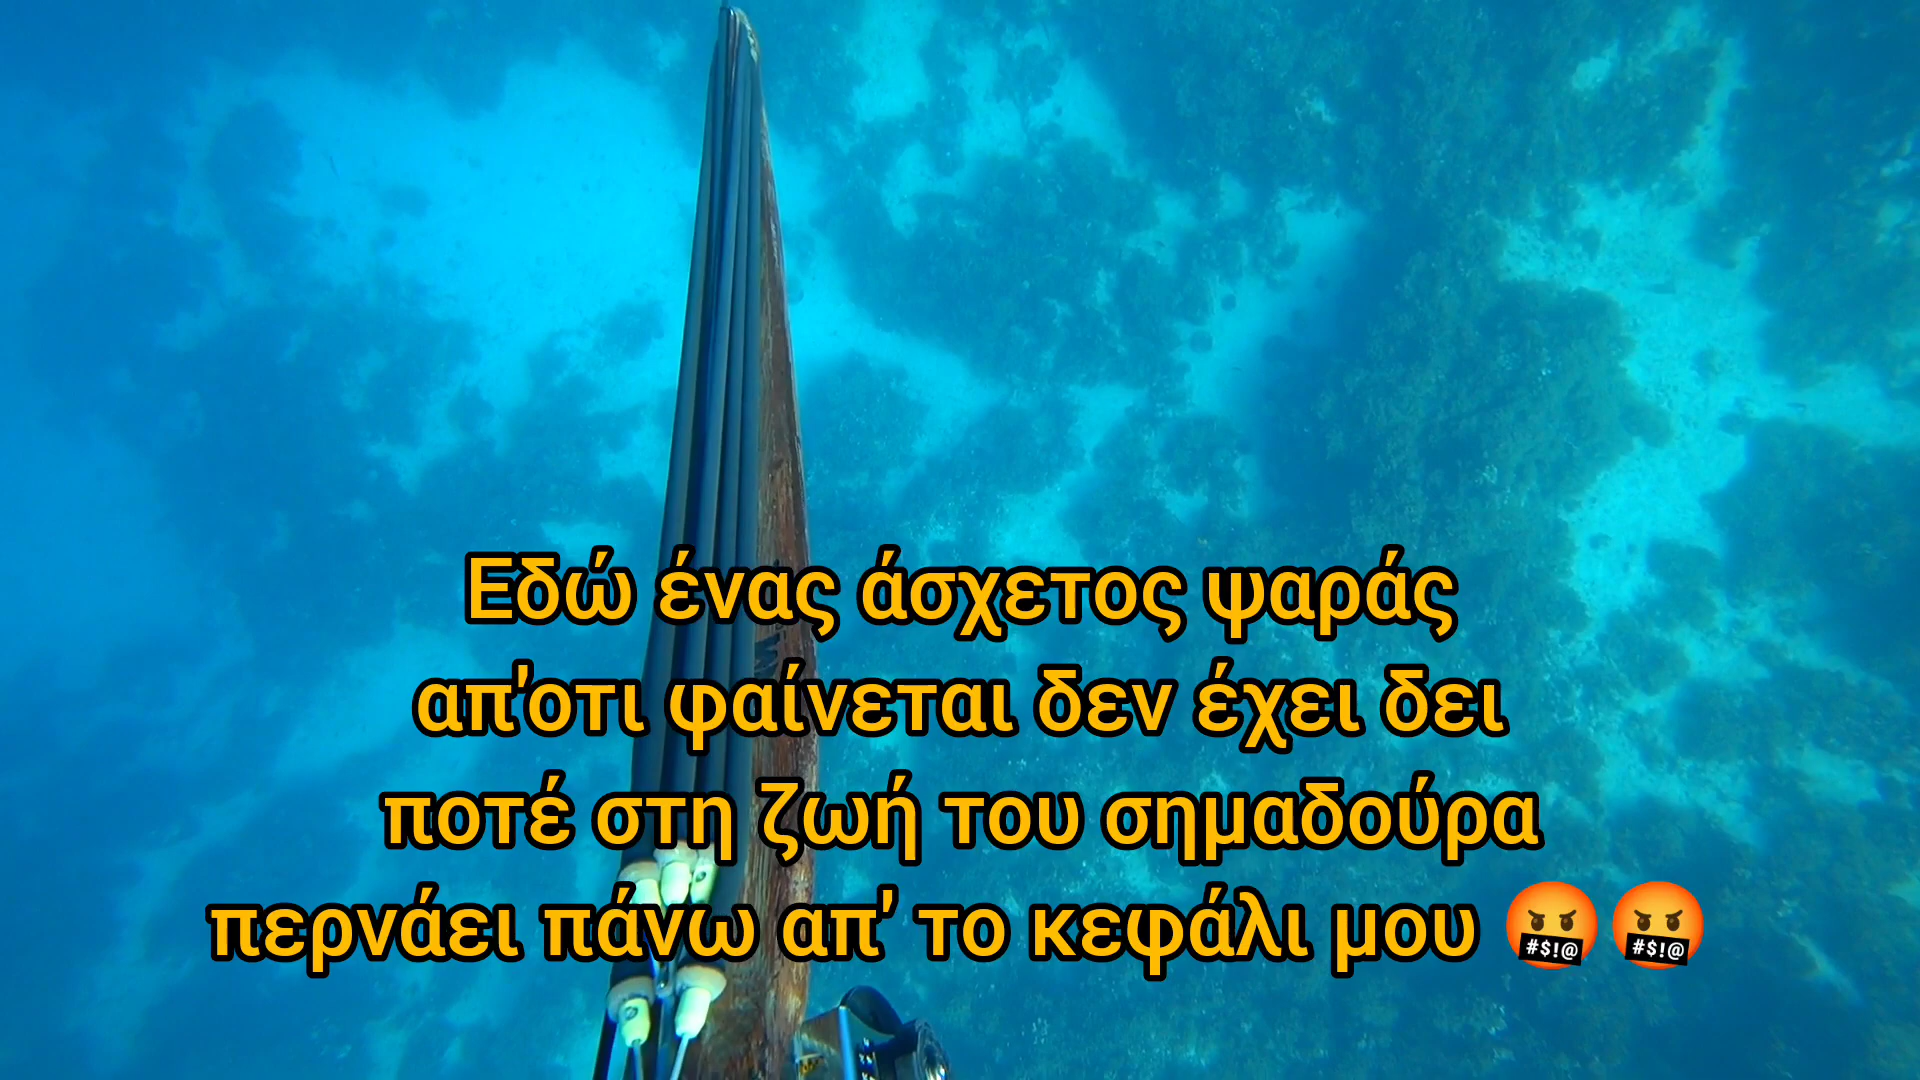 Εδώ ένας άσχετος ψαράς
απ'οτι φαίνεται δεν έχει δει
ποτέ στη ζωή του σημαδούρα
περνάει πάνω απ' το κεφάλι μου 🤬🤬